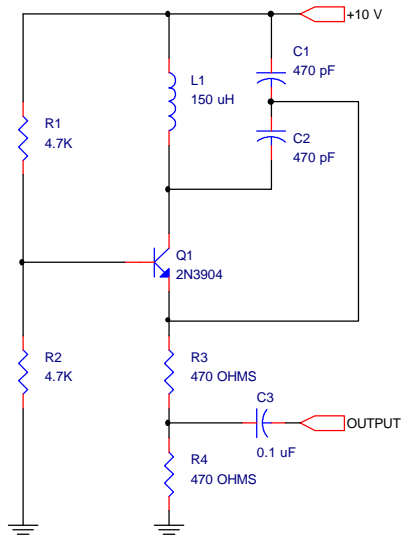 +10 V
C1
470 pF
L1
150 uH
R1
4.7K
C2
470 pF
Q1
2N3904
R2
4.7K
R3
470 OHMS
C3
0.1 uF
OUTPUT
R4
470 OHMS